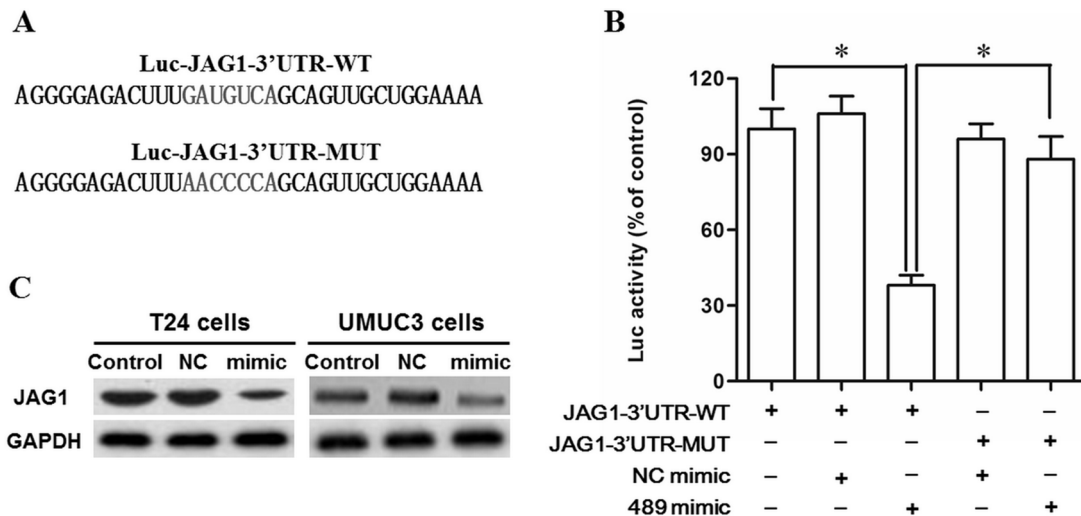 A
Luc-JAG1-3'UTR-WT
AGGGGAGACUUUGAUGUCAGCAGUUGCUGGAAAA
Luc-JAG1-3'UTR-MUT
AGGGGAGACUUUAACCCCAGCAGUUGCUGGAAAA
B
* *
Luc activity (% of control)
120
90
60
30
0
JAG1-3'UTR-WT + + + – –
JAG1-3'UTR-MUT – – – + +
NC mimic – + – + –
489 mimic – – + – +
C
T24 cells UMUC3 cells
Control NC mimic Control NC mimic
JAG1
GAPDH